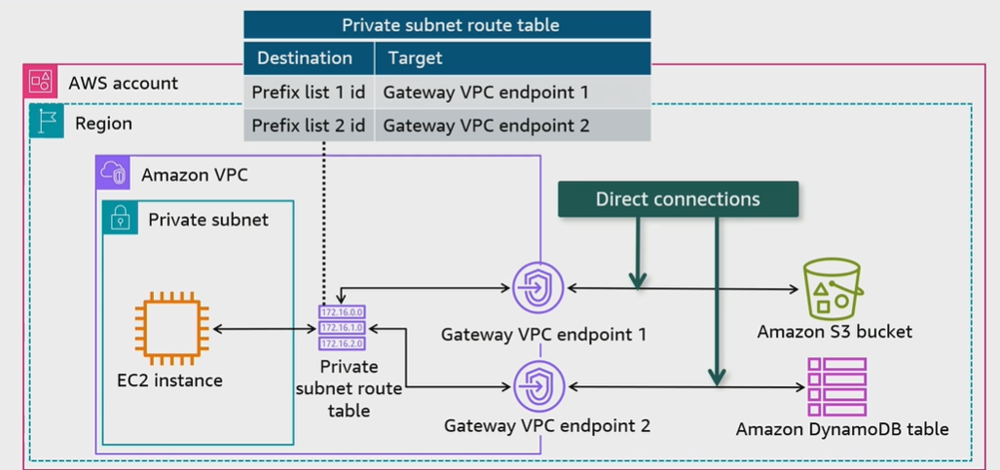 Private subnet route table
Destination Target
Prefix list 1 id Gateway VPC endpoint 1
Prefix list 2 id Gateway VPC endpoint 2
AWS account
Region
Amazon VPC
Direct connections
Private subnet
172.16.0.0
172.16.1.0
172.16.2.0
EC2 instance
Private
subnet route
table
Gateway VPC endpoint 1
Amazon S3 bucket
Gateway VPC endpoint 2
Amazon DynamoDB table